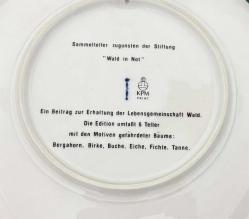 Sammelteller zugunsten der Stiftung
"Wald in Not"
KPM
Ein Beitrag zur Erhaltung der Lebensgemeinschaft Wald.
Die Edition umfaßt 6 Teller
mit den Motiven gefährdeter Bäume:
Bergahorn, Birke, Buche, Eiche, Fichte, Tanne.